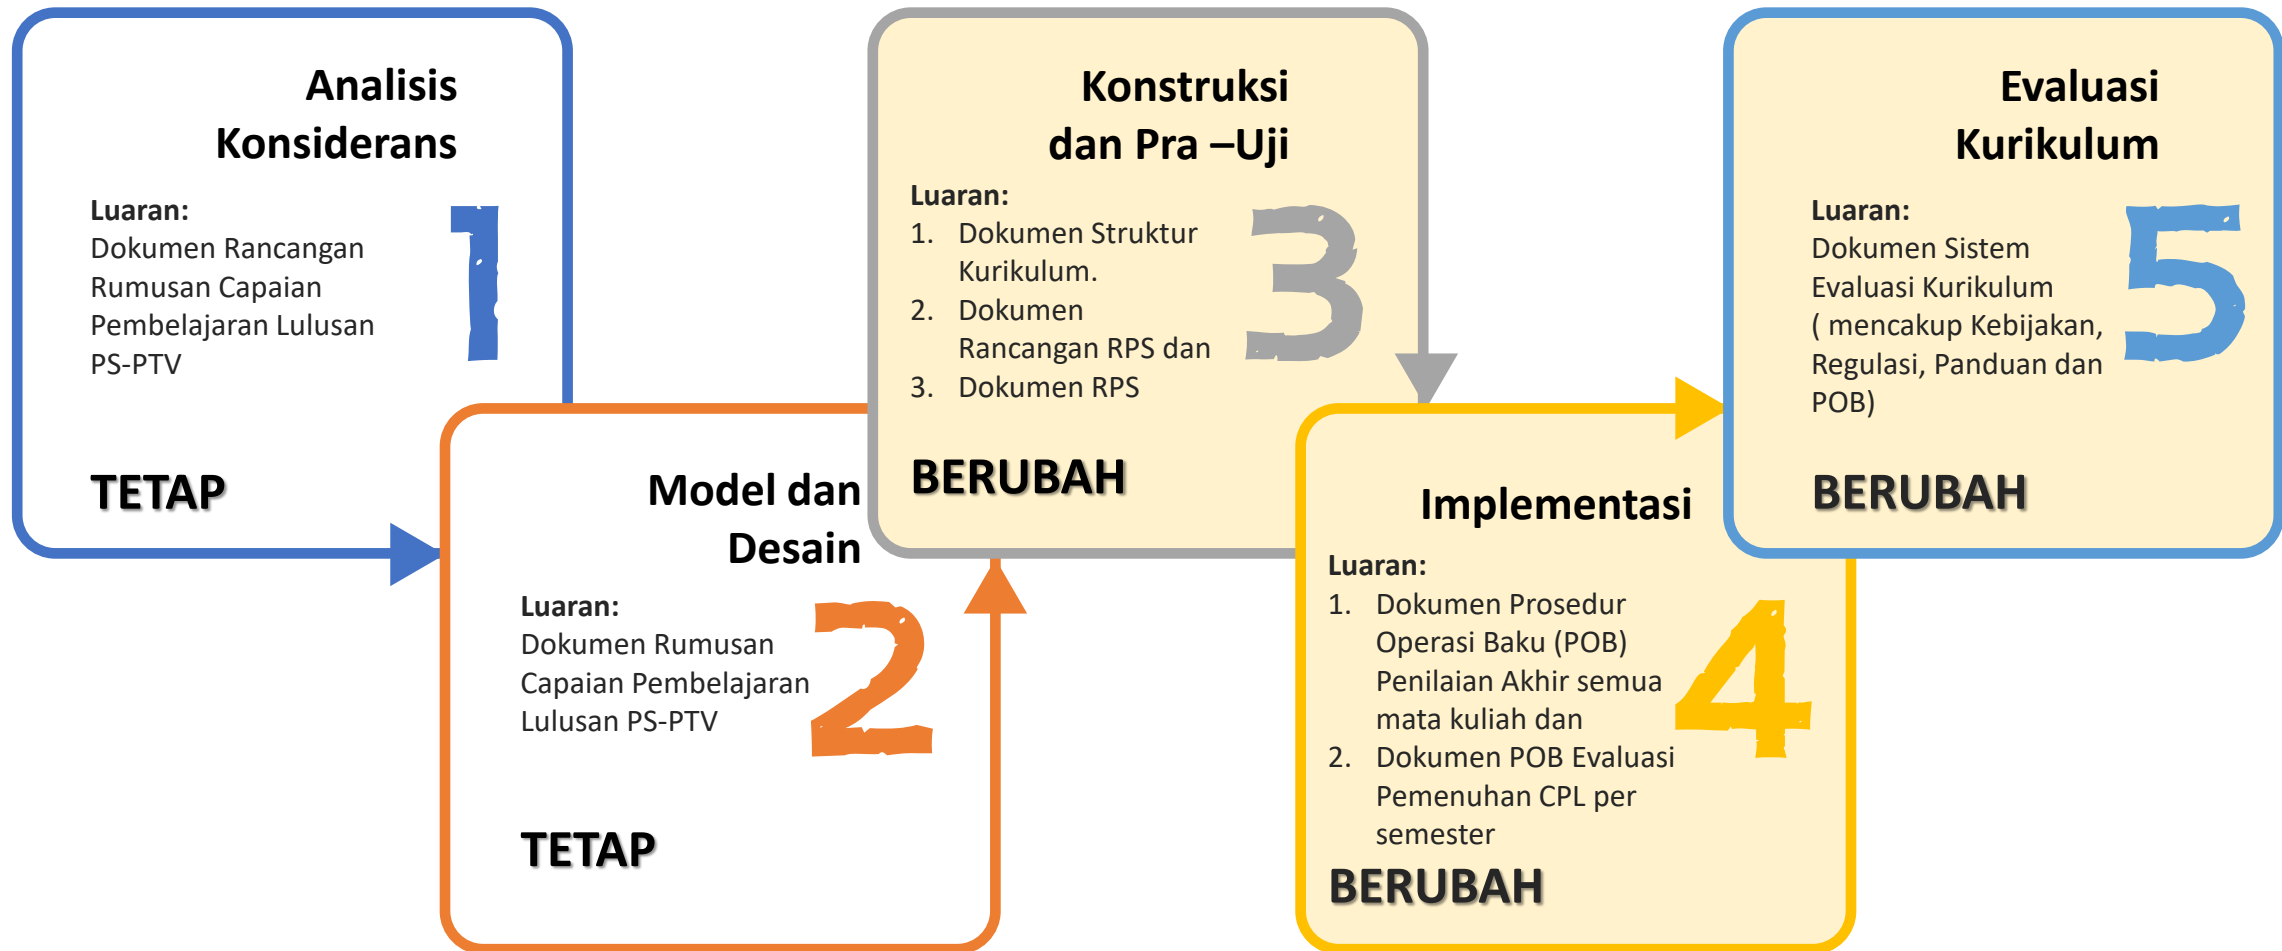 Analisis
Konsiderans
Luaran:
Dokumen Rancangan
Rumusan Capaian
Pembelajaran Lulusan
PS-PTV
1
TETAP
Model dan
Desain
Luaran:
Dokumen Rumusan
Capaian Pembelajaran
Lulusan PS-PTV
2
TETAP
Konstruksi
dan Pra –Uji
Luaran:
1. Dokumen Struktur
Kurikulum.
2. Dokumen
Rancangan RPS dan
3. Dokumen RPS
3
BERUBAH
Implementasi
Luaran:
1. Dokumen Prosedur
Operasi Baku (POB)
Penilaian Akhir semua
mata kuliah dan
2. Dokumen POB Evaluasi
Pemenuhan CPL per
semester
4
BERUBAH
Evaluasi
Kurikulum
Luaran:
Dokumen Sistem
Evaluasi Kurikulum
( mencakup Kebijakan,
Regulasi, Panduan dan
POB)
5
BERUBAH